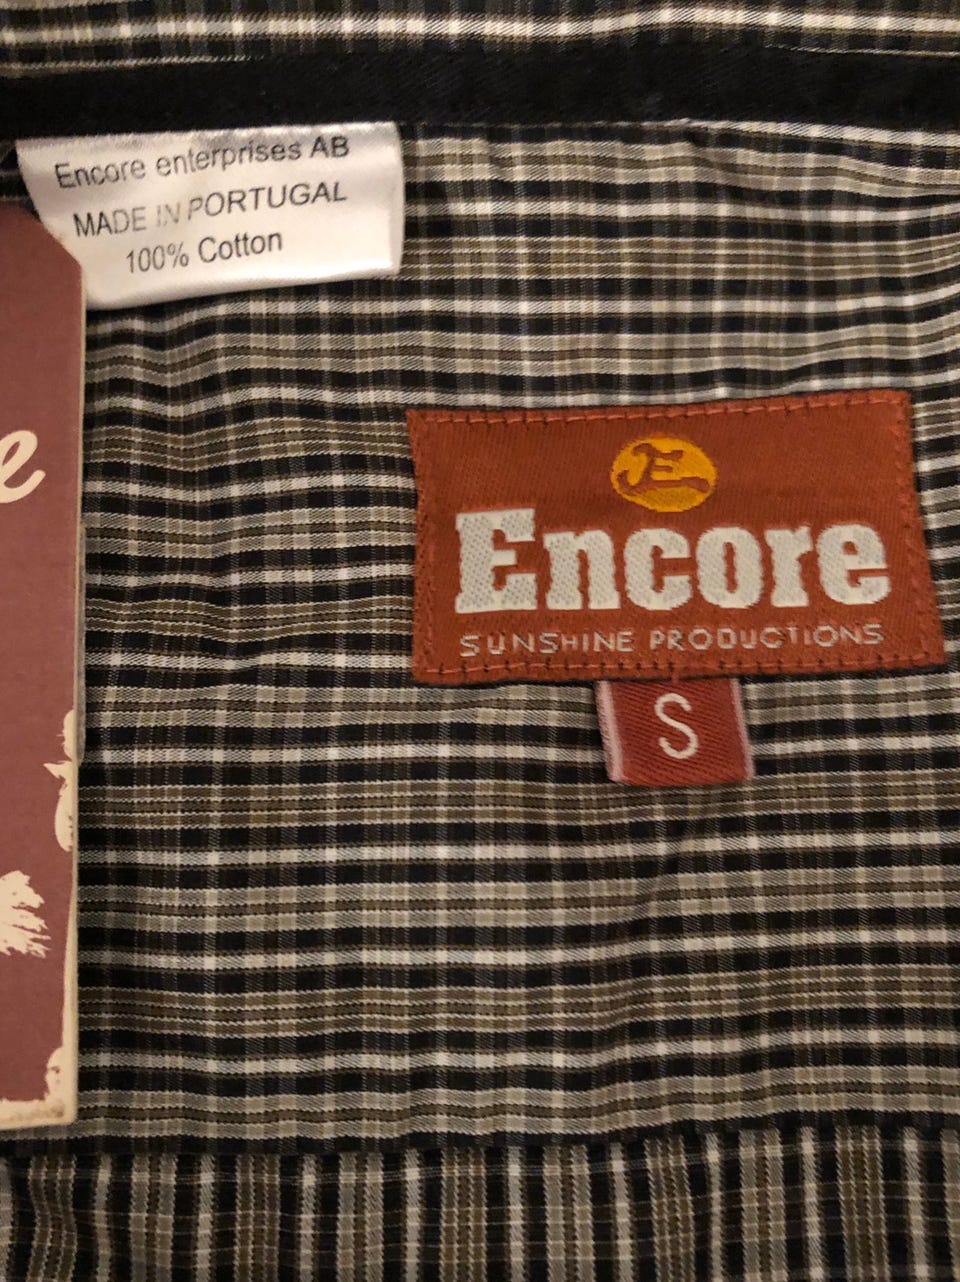 Encore enterprises AB
MADE IN PORTUGAL
100% Cotton
e
E
Encore
SUNSHINE PRODUCTIONS
S